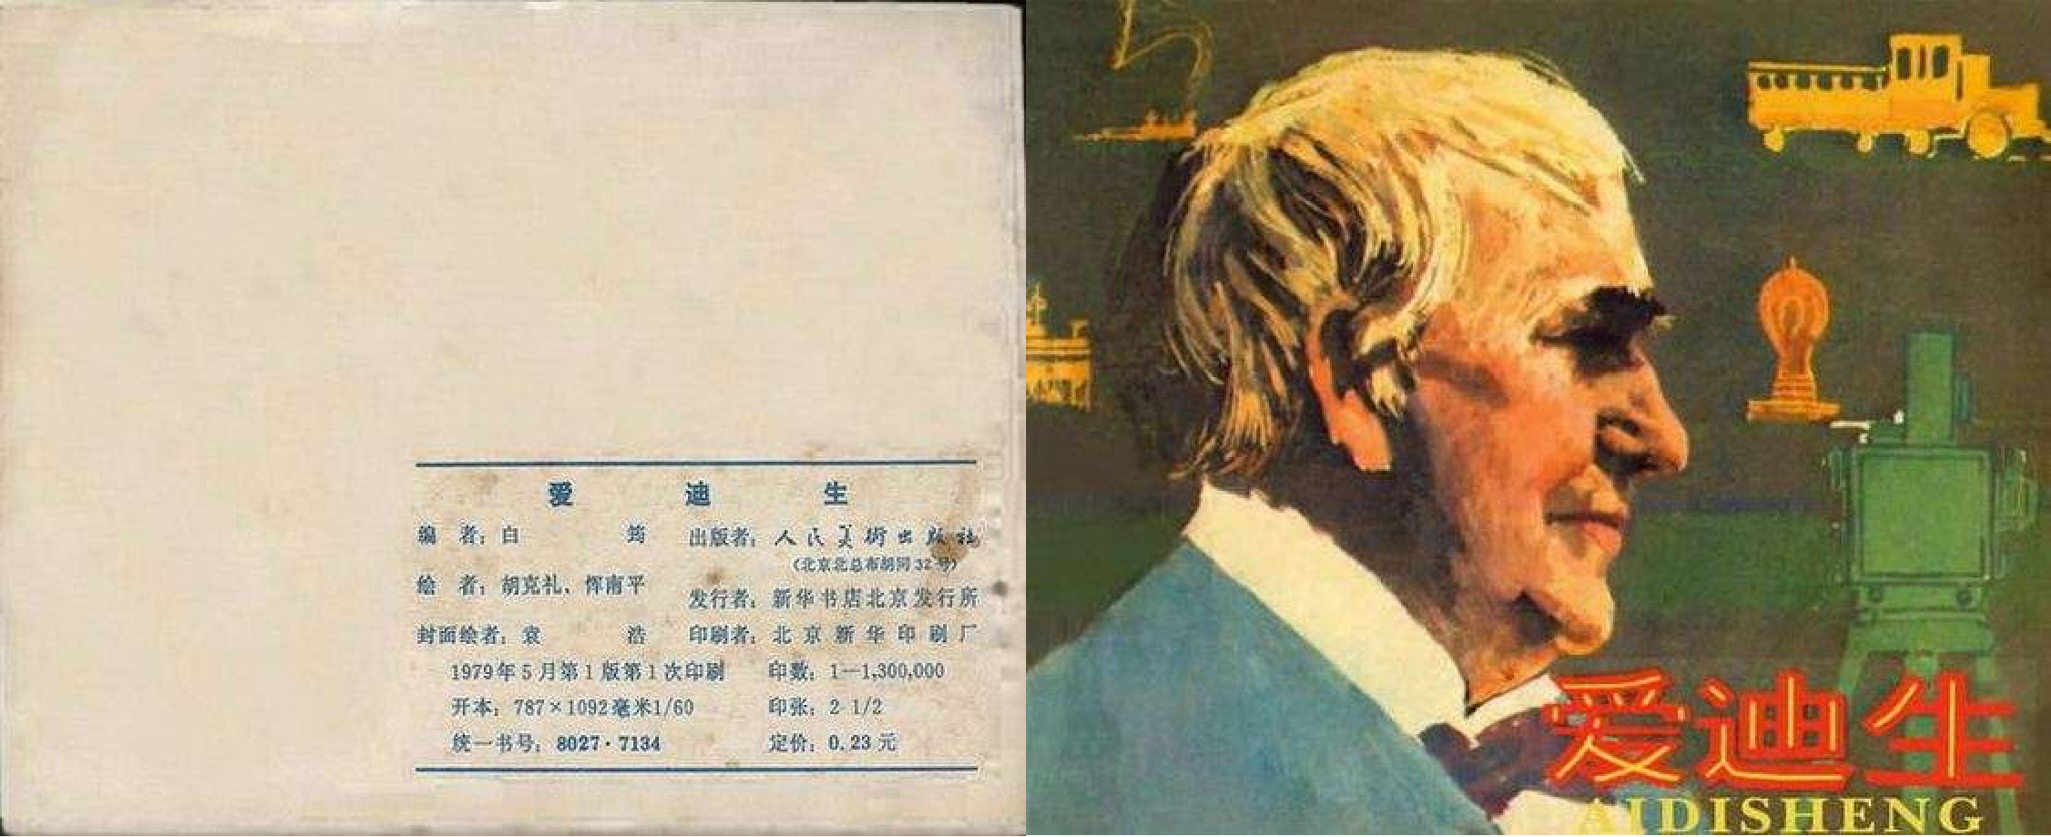 爱迪生
编者：白筠
出版者：人民美术出版社
（北京北总布胡同32号）
绘者：胡克礼、恽南平
发行者：新华书店北京发行所
封面绘者：袁浩
印刷者：北京新华印刷厂
1979年5月第1版第1次印刷
印数：1—1,300,000
开本：787×1092毫米1/60
印张：2 1/2
统一书号：8027·7134
定价：0.23元
爱迪生
AIDISHENG